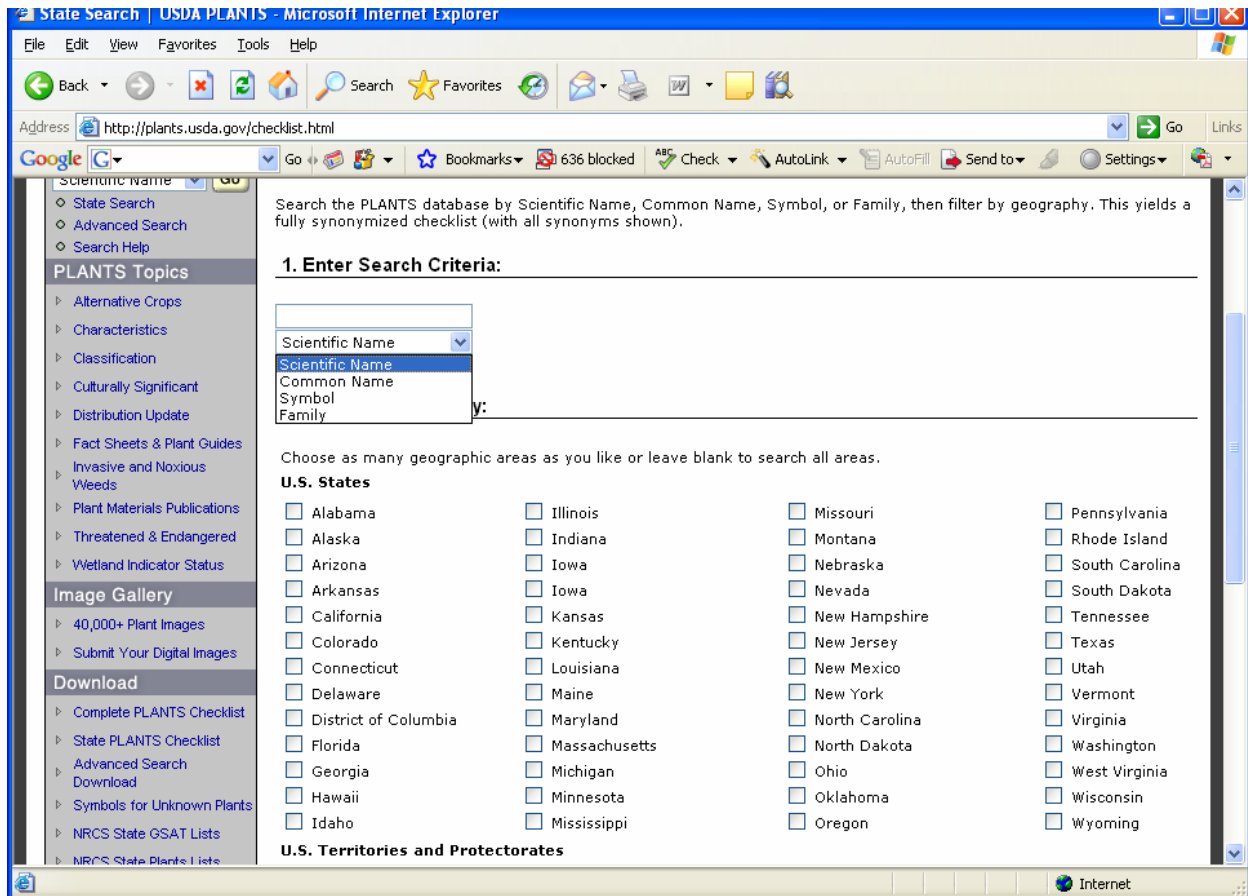 State Search | USDA PLANTS - Microsoft Internet Explorer
File Edit View Favorites Tools Help
Back Search Favorites
Address http://plants.usda.gov/checklist.html Go Links
Google G Go Bookmarks 636 blocked ABC Check AutoLink AutoFill Send to Settings
Scientific Name Go
State Search
Advanced Search
Search Help
PLANTS Topics
Alternative Crops
Characteristics
Classification
Culturally Significant
Distribution Update
Fact Sheets & Plant Guides
Invasive and Noxious
Weeds
Plant Materials Publications
Threatened & Endangered
Wetland Indicator Status
Image Gallery
40,000+ Plant Images
Submit Your Digital Images
Download
Complete PLANTS Checklist
State PLANTS Checklist
Advanced Search
Download
Symbols for Unknown Plants
NRCS State GSAT Lists
NRCS State Plants Lists
Search the PLANTS database by Scientific Name, Common Name, Symbol, or Family, then filter by geography. This yields a
fully synonymized checklist (with all synonyms shown).
1. Enter Search Criteria:
Scientific Name
Scientific Name
Common Name
Symbol
Family
y:
Choose as many geographic areas as you like or leave blank to search all areas.
U.S. States
Alabama Illinois Missouri Pennsylvania
Alaska Indiana Montana Rhode Island
Arizona Iowa Nebraska South Carolina
Arkansas Iowa Nevada South Dakota
California Kansas New Hampshire Tennessee
Colorado Kentucky New Jersey Texas
Connecticut Louisiana New Mexico Utah
Delaware Maine New York Vermont
District of Columbia Maryland North Carolina Virginia
Florida Massachusetts North Dakota Washington
Georgia Michigan Ohio West Virginia
Hawaii Minnesota Oklahoma Wisconsin
Idaho Mississippi Oregon Wyoming
U.S. Territories and Protectorates
Internet